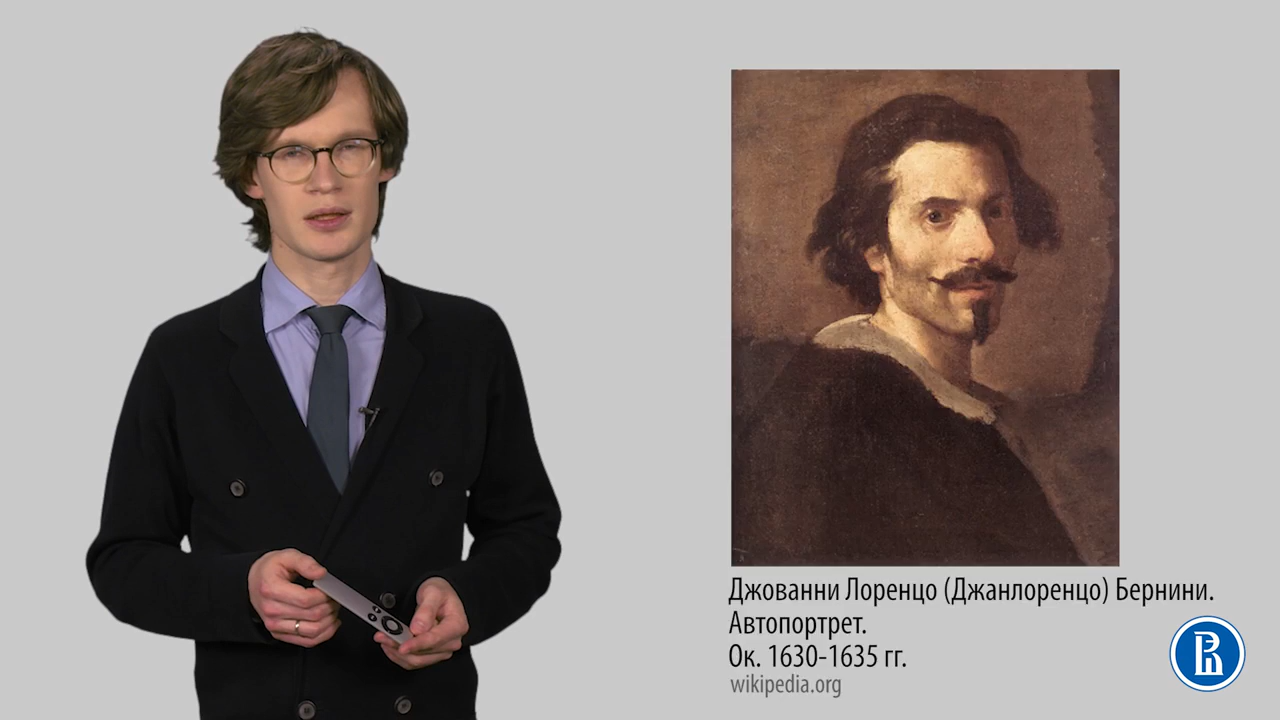 Джованни Лоренцо (Джанлоренцо) Бернини.
Автопортрет.
Ок. 1630-1635 гг.
wikipedia.org